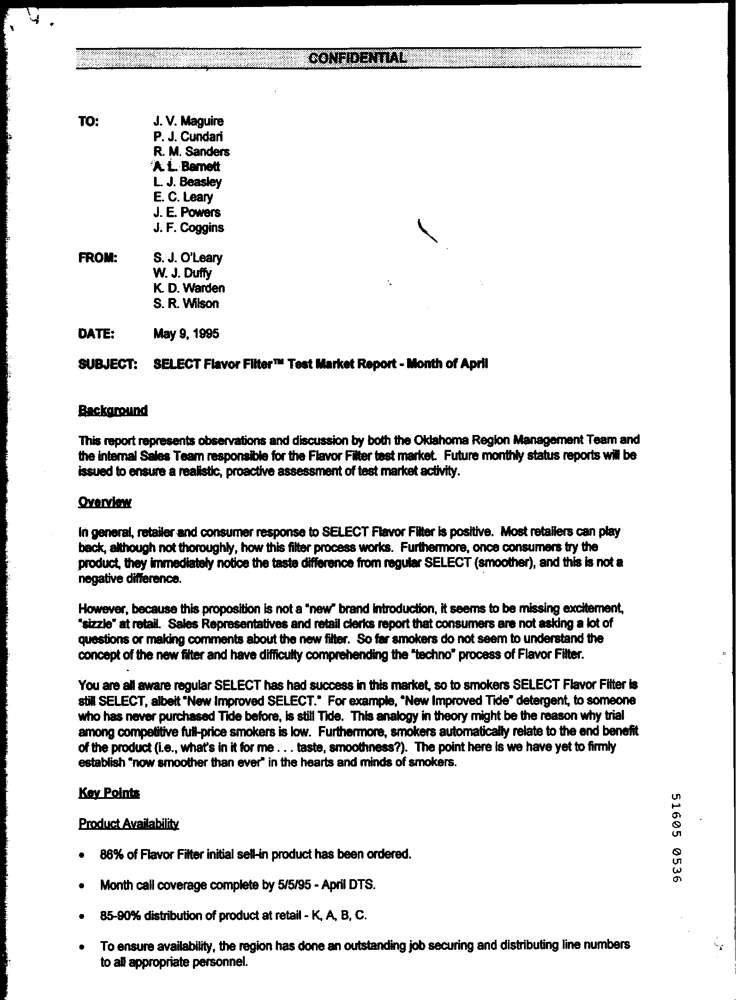 CONFIDENTIAL
TO: J. V. Maguire
P. J. Cundari
R. M. Sanders
A. L. Barnett
L. J. Beasley
E. C. Leary
J. E. Powers
J. F. Coggins
FROM: S. J. O'Leary
W. J. Duffy
K. D. Warden
S. R. Wilson
DATE: May 9, 1995
SUBJECT: SELECT Flavor Filter™ Test Market Report - Month of April
Background
This report represents observations and discussion by both the Oklahoma Region Management Team and
the internal Sales Team responsible for the Flavor Filter test market. Future monthly status reports will be
issued to ensure a realistic, proactive assessment of test market activity.
Overview
In general, retailer and consumer response to SELECT Flavor Filter is positive. Most retailers can play
back, although not thoroughly, how this filter process works. Furthermore, once consumers try the
product, they immediately notice the taste difference from regular SELECT (smoother), and this is not a
negative difference.
However, because this proposition is not a "new" brand introduction, it seems to be missing excitement,
"sizzle" at retail. Sales Representatives and retail clerks report that consumers are not asking a lot of
questions or making comments about the new filter. So far smokers do not seem to understand the
concept of the new filter and have difficulty comprehending the "techno" process of Flavor Filter.
You are all aware regular SELECT has had success in this market, so to smokers SELECT Flavor Filter is
still SELECT, albeit "New Improved SELECT." For example, "New Improved Tide" detergent, to someone
who has never purchased Tide before, is still Tide. This analogy in theory might be the reason why trial
among competitive full-price smokers is low. Furthermore, smokers automatically relate to the end benefit
of the product (i.e., what's in it for me . . . taste, smoothness?). The point here is we have yet to firmly
establish "now smoother than ever" in the hearts and minds of smokers.
Key Points
Product Availability
• 86% of Flavor Filter initial sell-in product has been ordered.
• Month call coverage complete by 5/5/95 - April DTS.
• 85-90% distribution of product at retail - K, A, B, C.
• To ensure availability, the region has done an outstanding job securing and distributing line numbers
to all appropriate personnel.
51605 0536